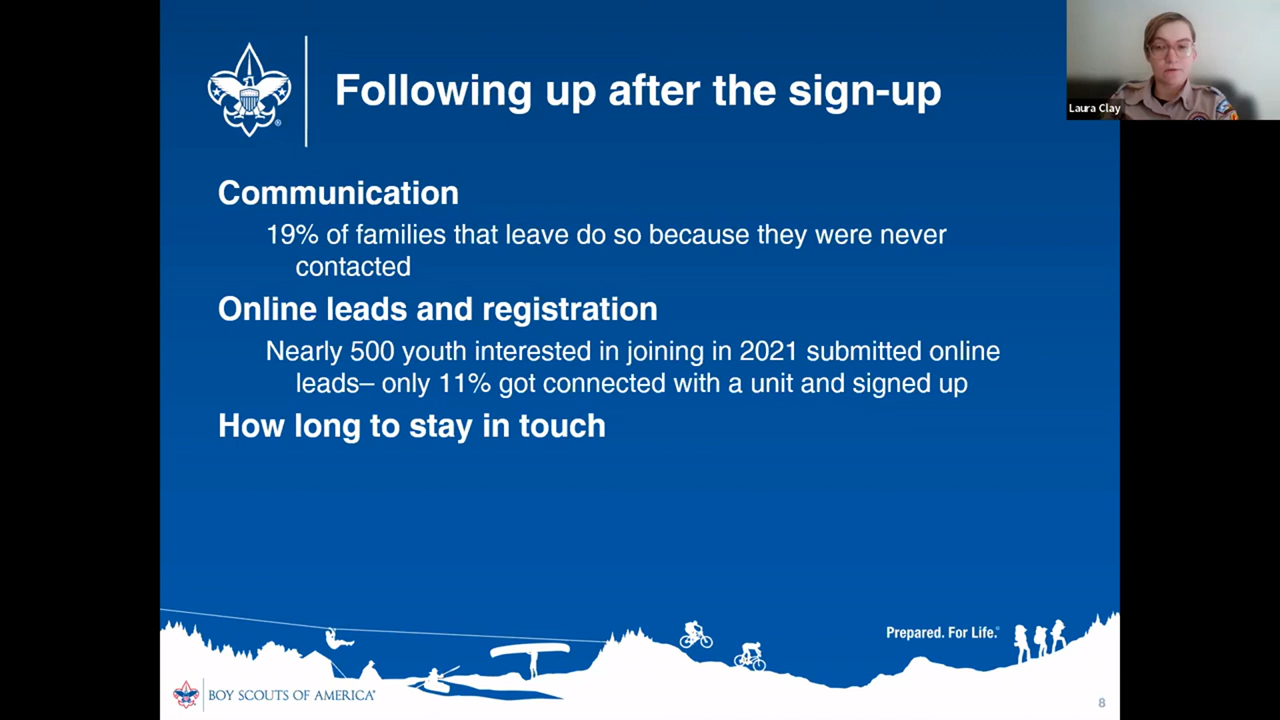 Following up after the sign-up
Laura Clay
Communication
19% of families that leave do so because they were never
contacted
Online leads and registration
Nearly 500 youth interested in joining in 2021 submitted online
leads– only 11% got connected with a unit and signed up
How long to stay in touch
Prepared. For Life.®
BOY SCOUTS OF AMERICA®
8